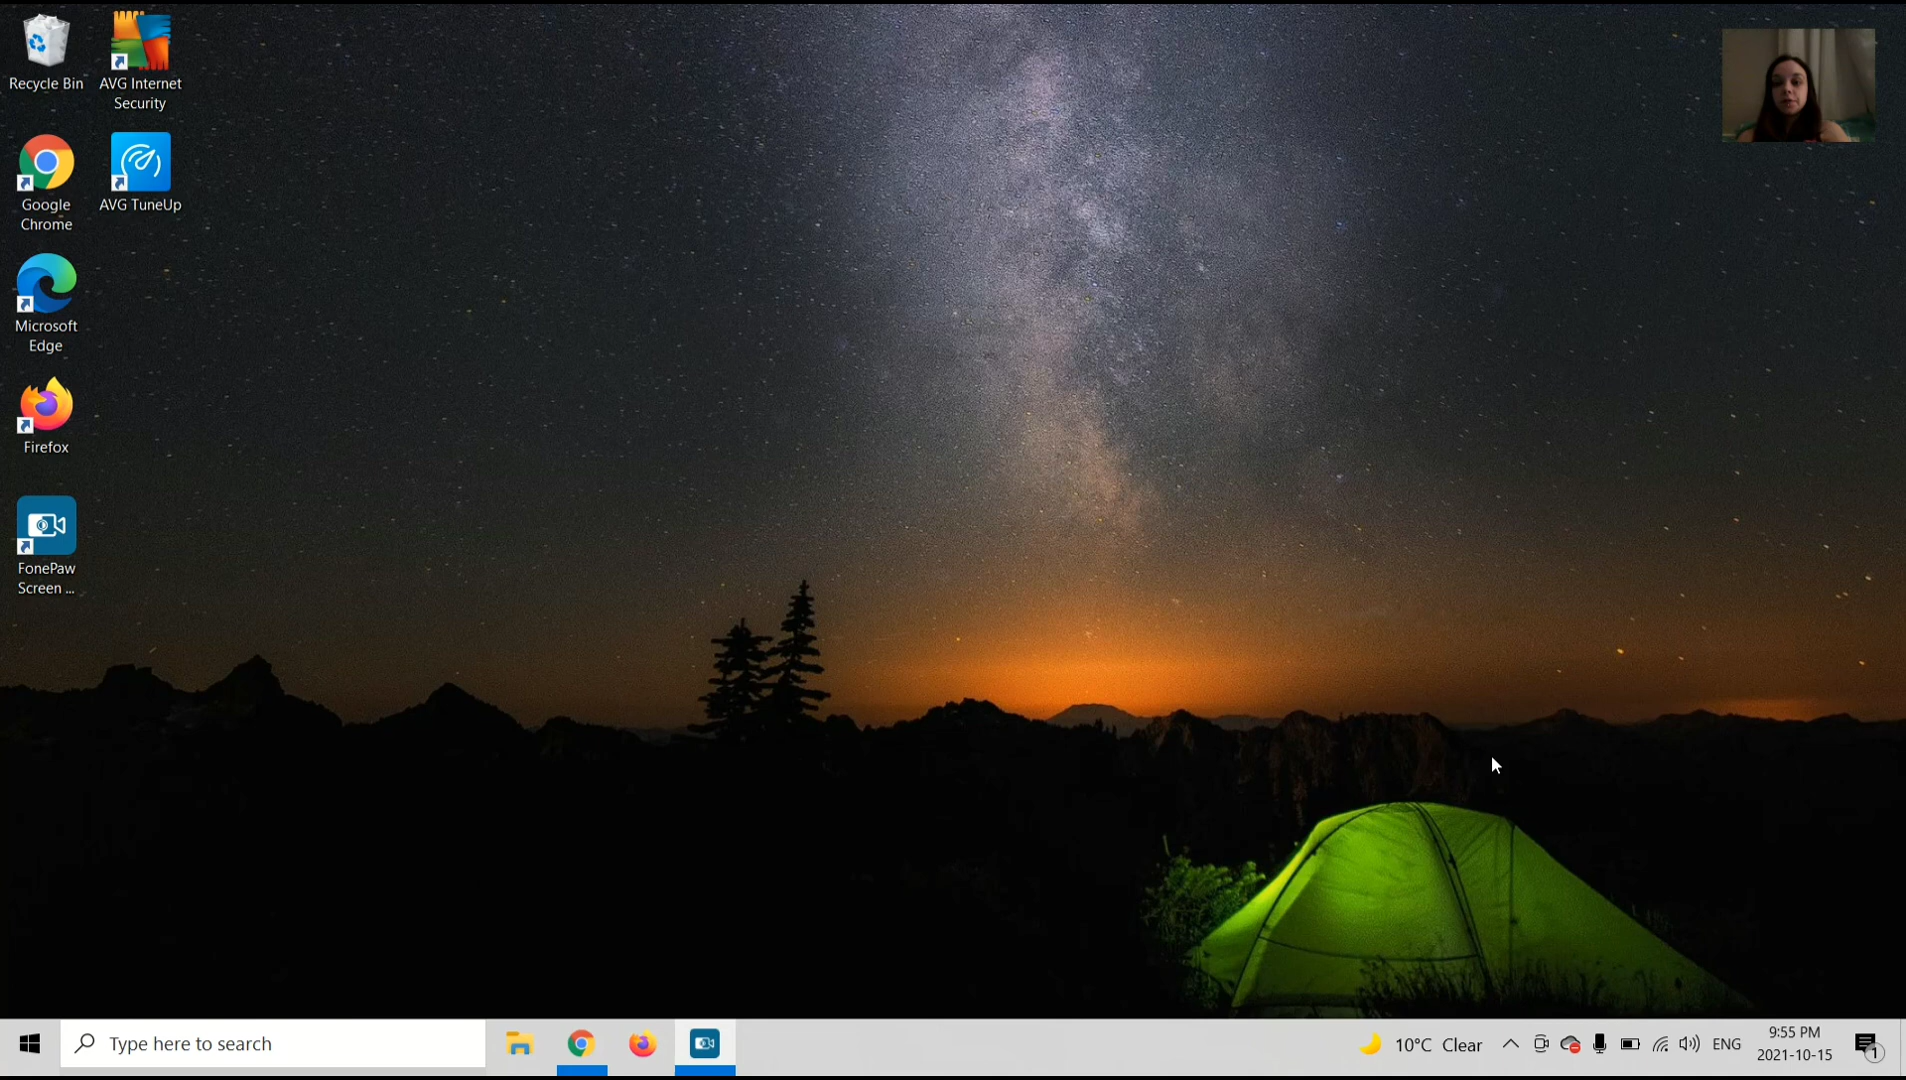 Recycle Bin
AVG Internet
Security
Google
Chrome
AVG TuneUp
Microsoft
Edge
Firefox
FonePaw
Screen ...
Type here to search
10°C Clear
ENG
9:55 PM
2021-10-15
1